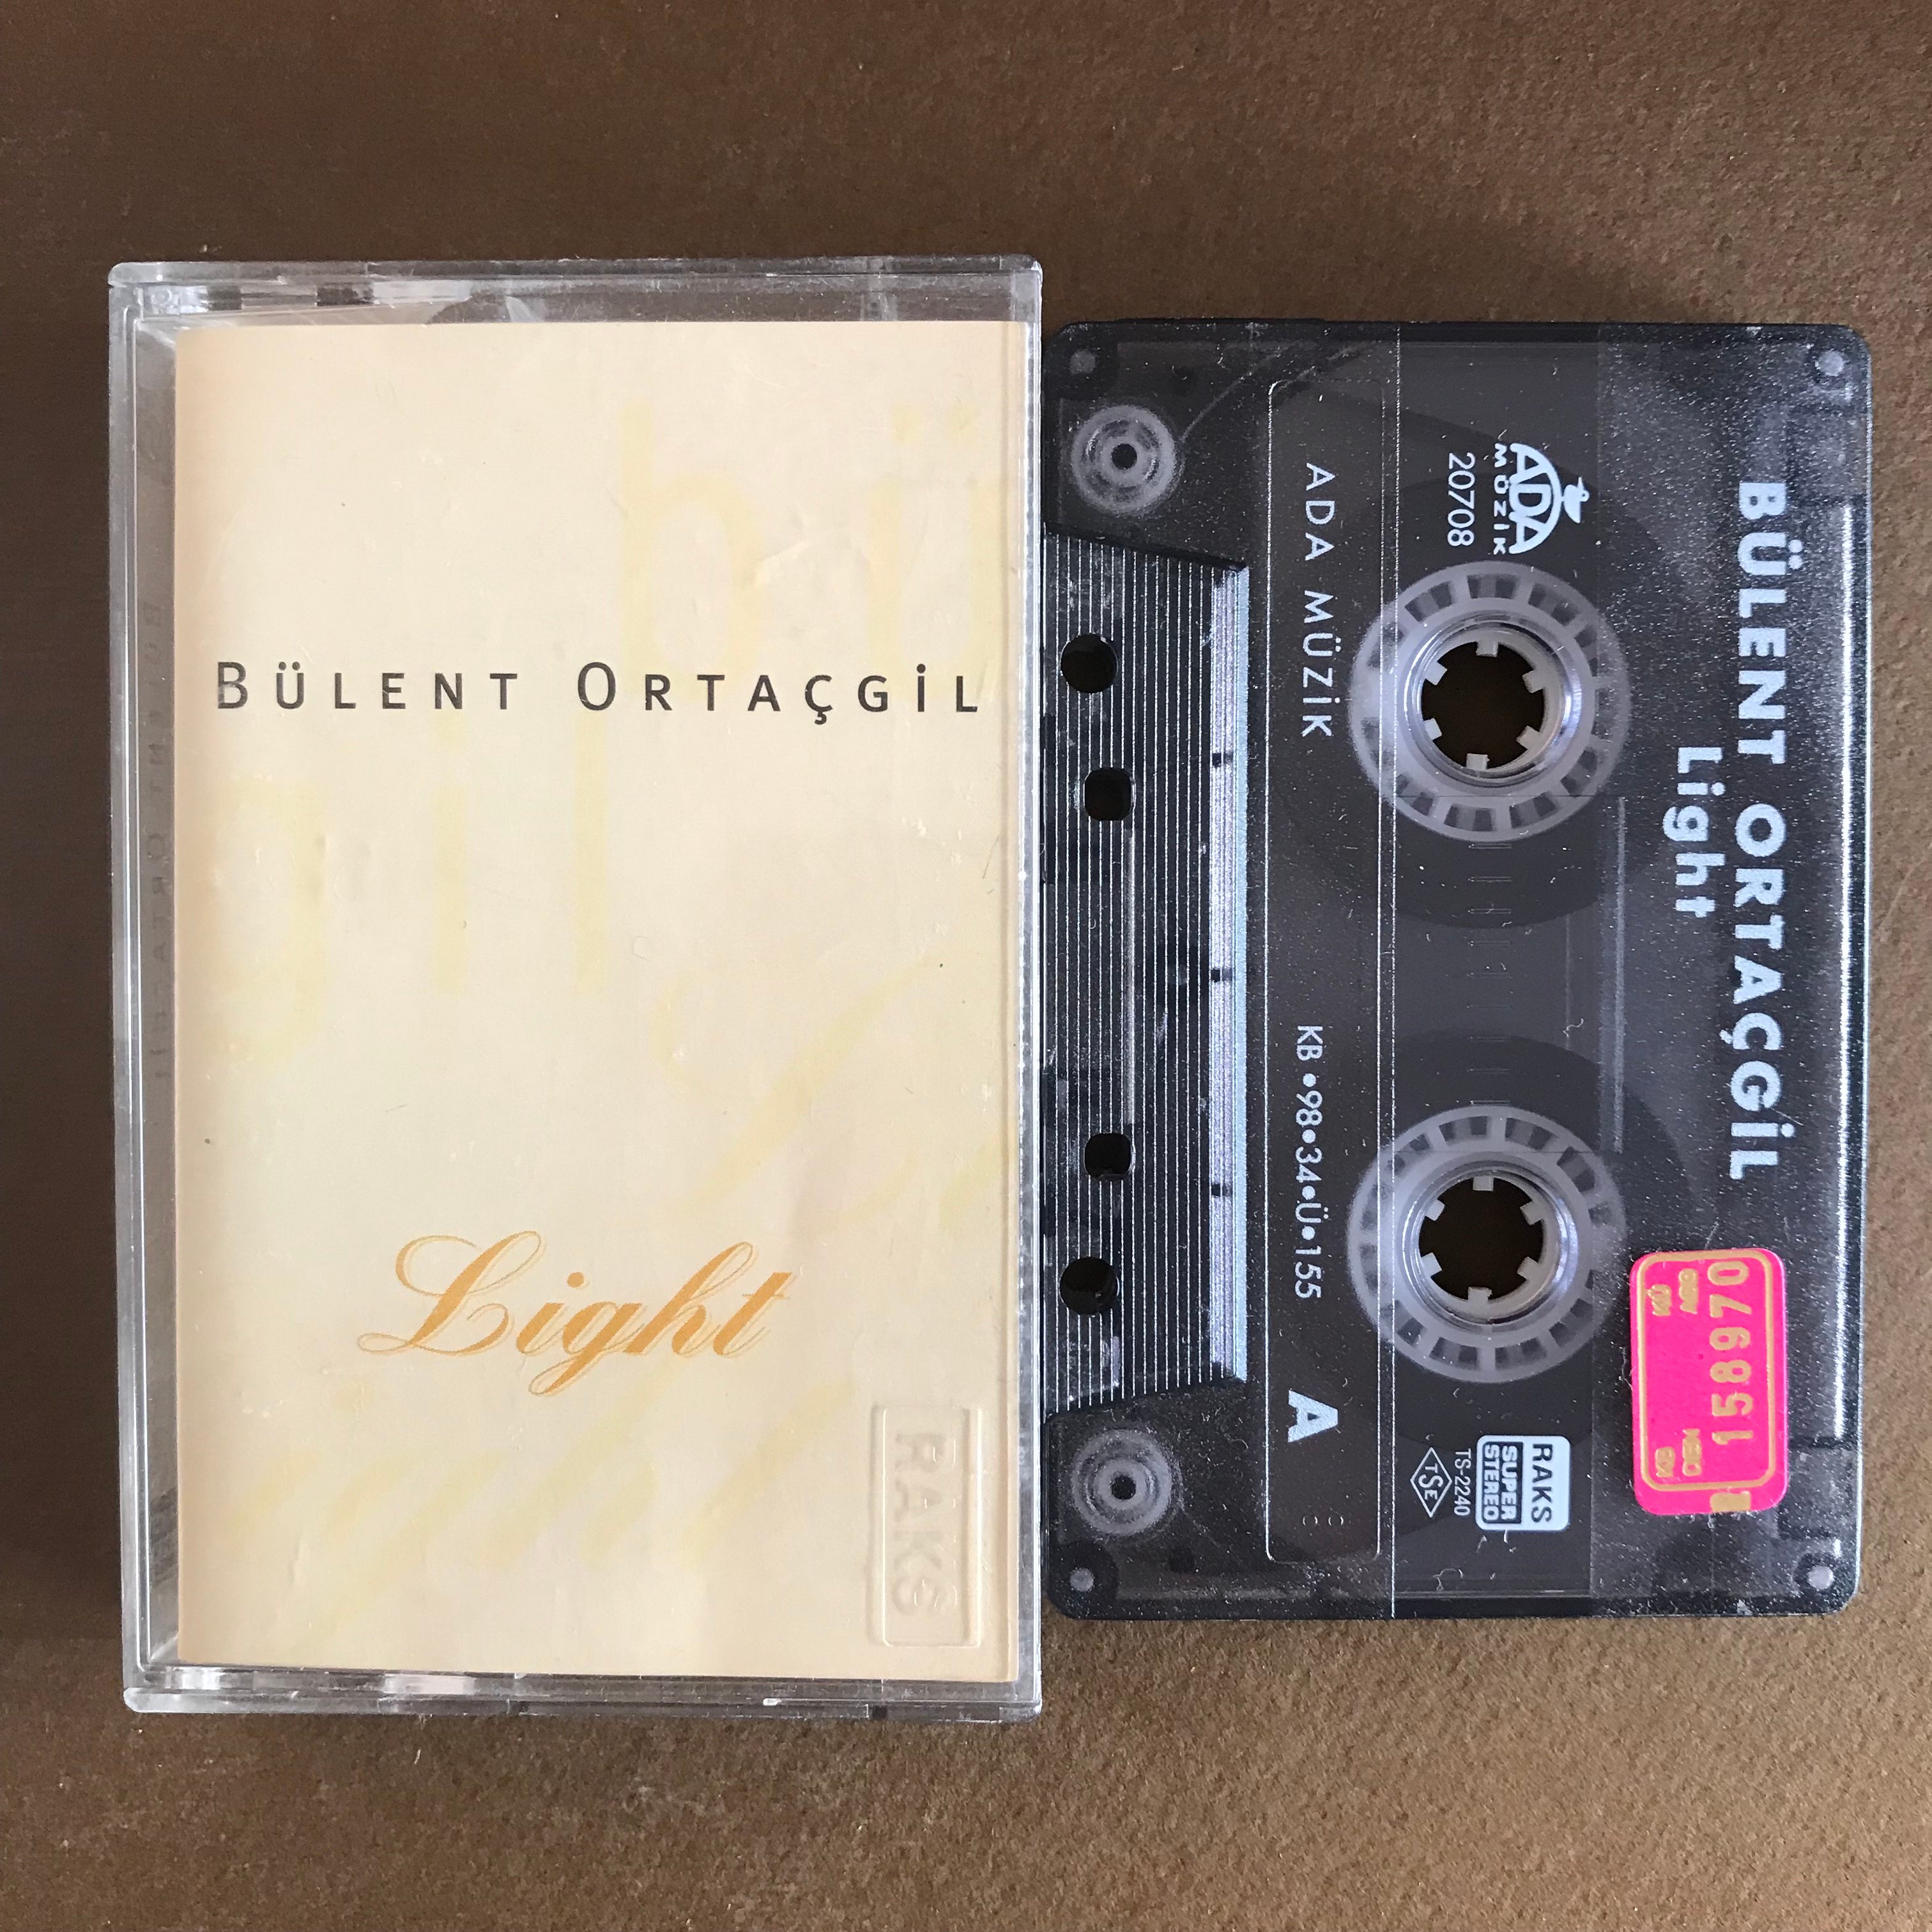 BÜLENT ORTAÇGİL
Light
RAKS
BÜLENT ORTAÇGİL
Light
ADA
MÜZİK
20708
ADA MÜZİK
KB•98•34•Ü•155
A
RAKS
SUPER
STEREO
TS-2240
TSE
158970